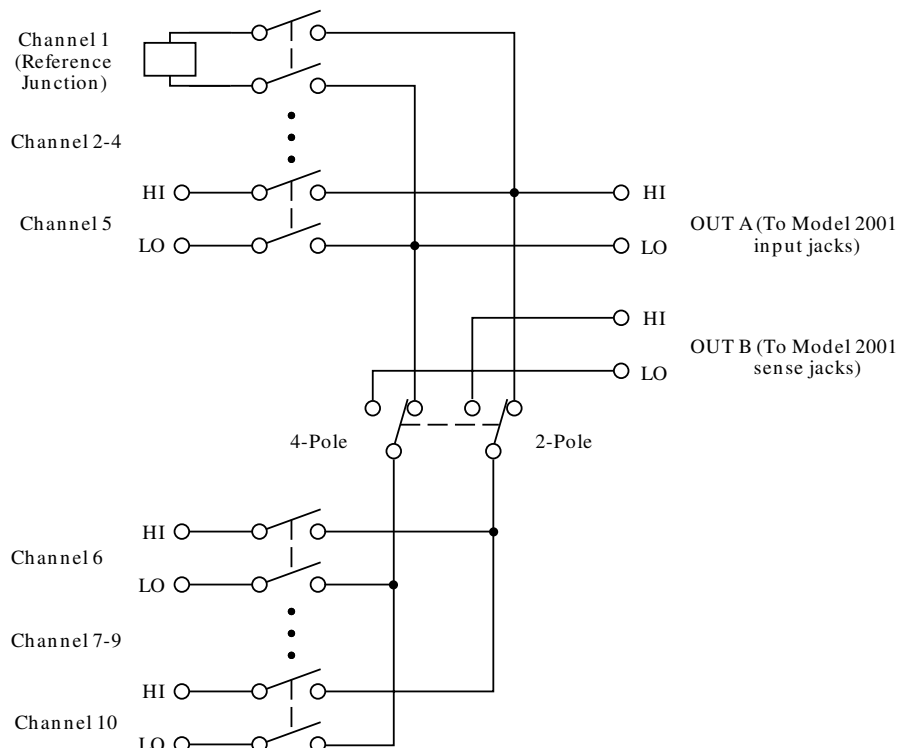 Channel 1
(Reference
Junction)
Channel 2-4
HI
HI
Channel 5
OUT A (To Model 2001
input jacks)
LO
LO
HI
OUT B (To Model 2001
sense jacks)
LO
4-Pole
2-Pole
HI
Channel 6
LO
Channel 7-9
HI
Channel 10
LO